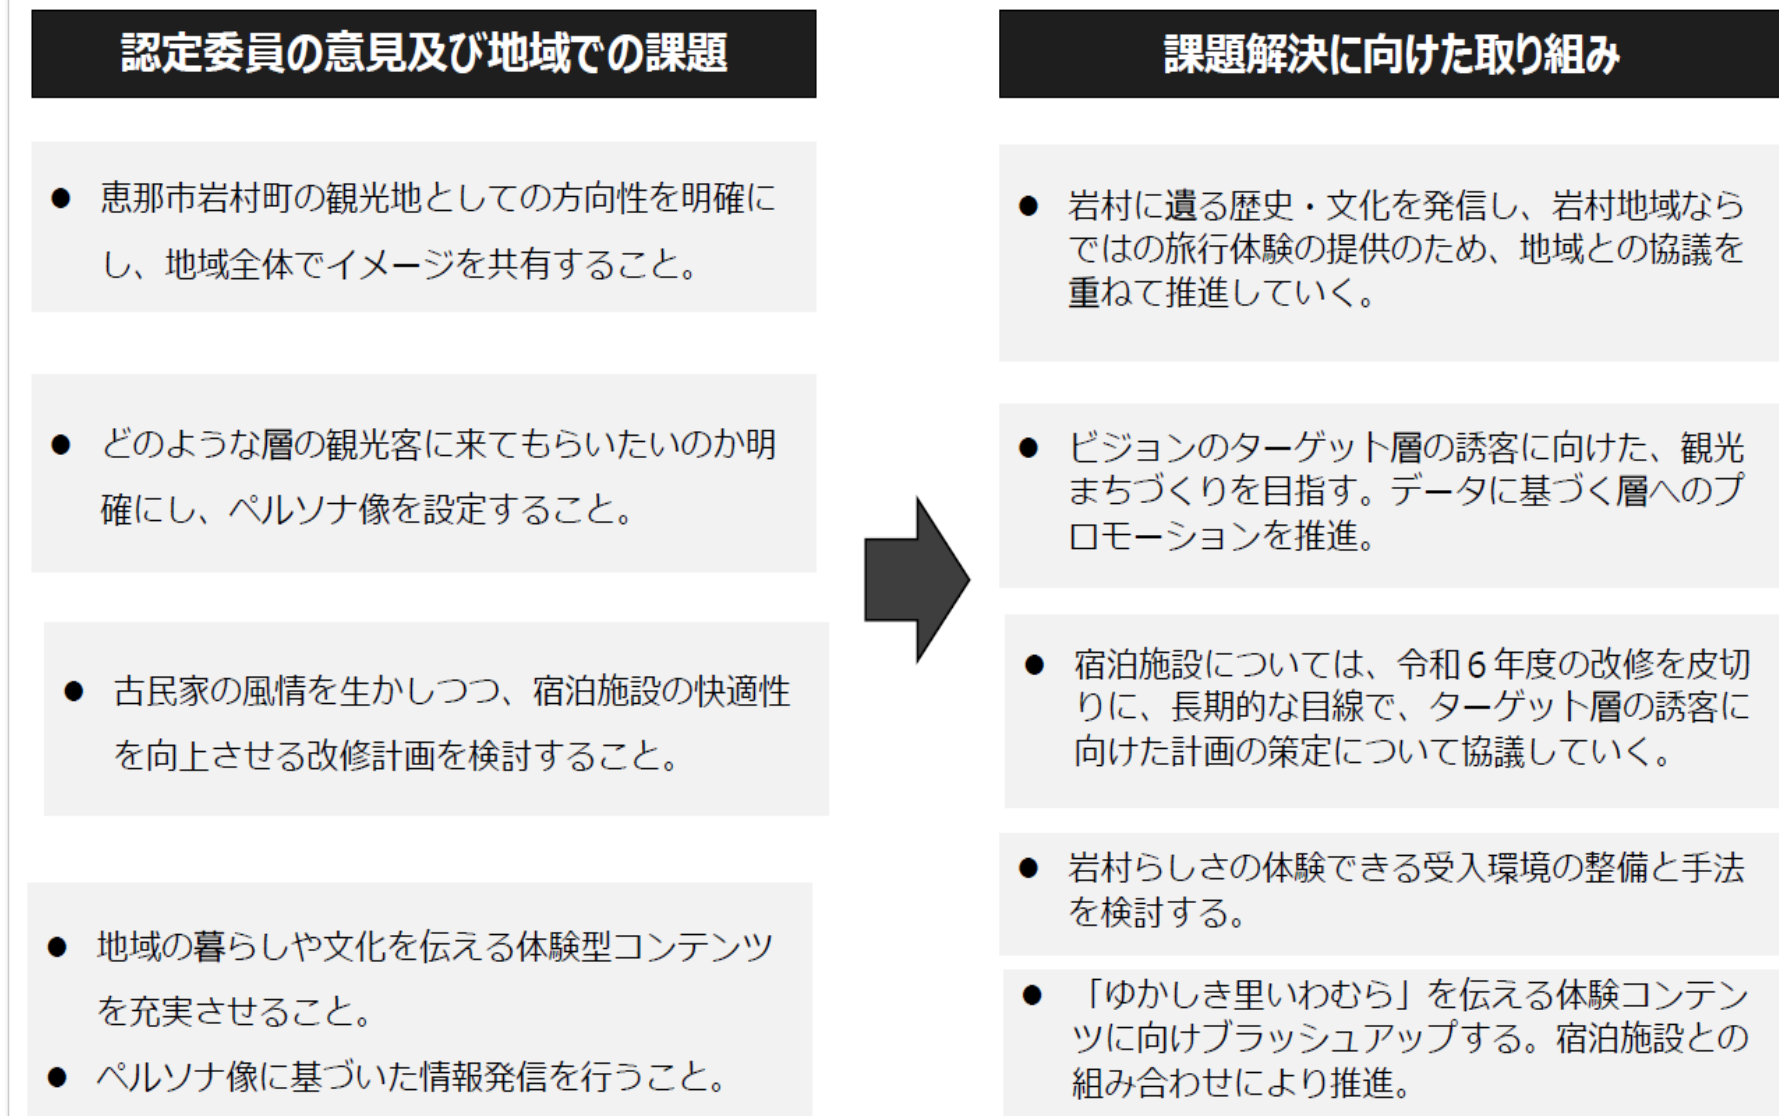 認定委員の意見及び地域での課題
● 恵那市岩村町の観光地としての方向性を明確に
し、地域全体でイメージを共有すること。
● どのような層の観光客に来てもらいたいのか明
確にし、ペルソナ像を設定すること。
● 古民家の風情を生かしつつ、宿泊施設の快適性
を向上させる改修計画を検討すること。
● 地域の暮らしや文化を伝える体験型コンテンツ
を充実させること。
● ペルソナ像に基づいた情報発信を行うこと。
課題解決に向けた取り組み
● 岩村に遺る歴史・文化を発信し、岩村地域なら
ではの旅行体験の提供のため、地域との協議を
重ねて推進していく。
● ビジョンのターゲット層の誘客に向けた、観光
まちづくりを目指す。データに基づく層へのプ
ロモーションを推進。
● 宿泊施設については、令和６年度の改修を皮切
りに、長期的な目線で、ターゲット層の誘客に
向けた計画の策定について協議していく。
● 岩村らしさの体験できる受入環境の整備と手法
を検討する。
● 「ゆかしき里いわむら」を伝える体験コンテン
ツに向けブラッシュアップする。宿泊施設との
組み合わせにより推進。